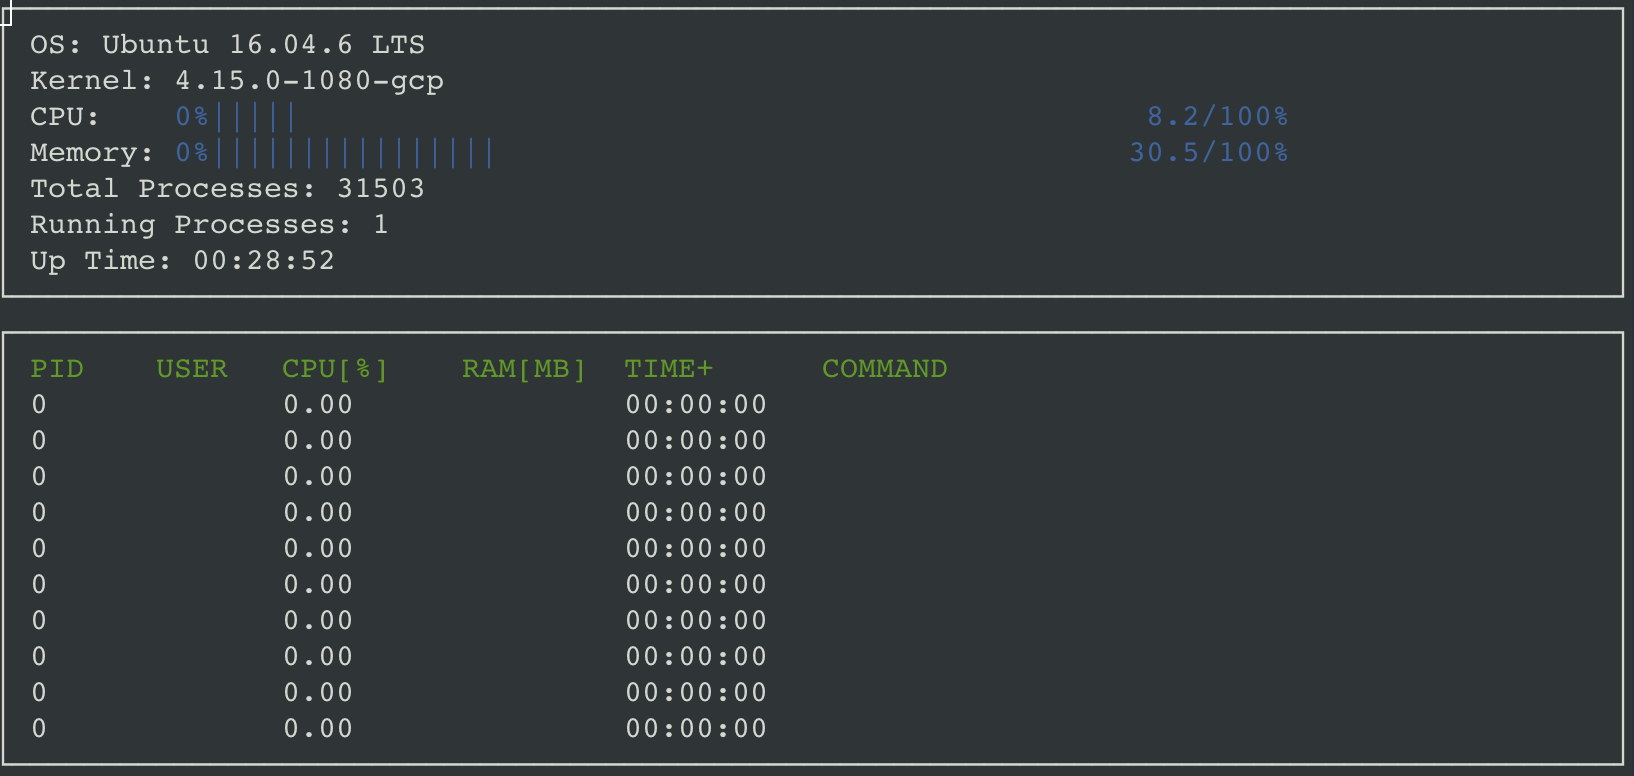 OS: Ubuntu 16.04.6 LTS
Kernel: 4.15.0-1080-gcp
CPU: 0%||||| 8.2/100%
Memory: 0%|||||||||||||||| 30.5/100%
Total Processes: 31503
Running Processes: 1
Up Time: 00:28:52
PID USER CPU[%] RAM[MB] TIME+ COMMAND
0 0.00 00:00:00
0 0.00 00:00:00
0 0.00 00:00:00
0 0.00 00:00:00
0 0.00 00:00:00
0 0.00 00:00:00
0 0.00 00:00:00
0 0.00 00:00:00
0 0.00 00:00:00
0 0.00 00:00:00